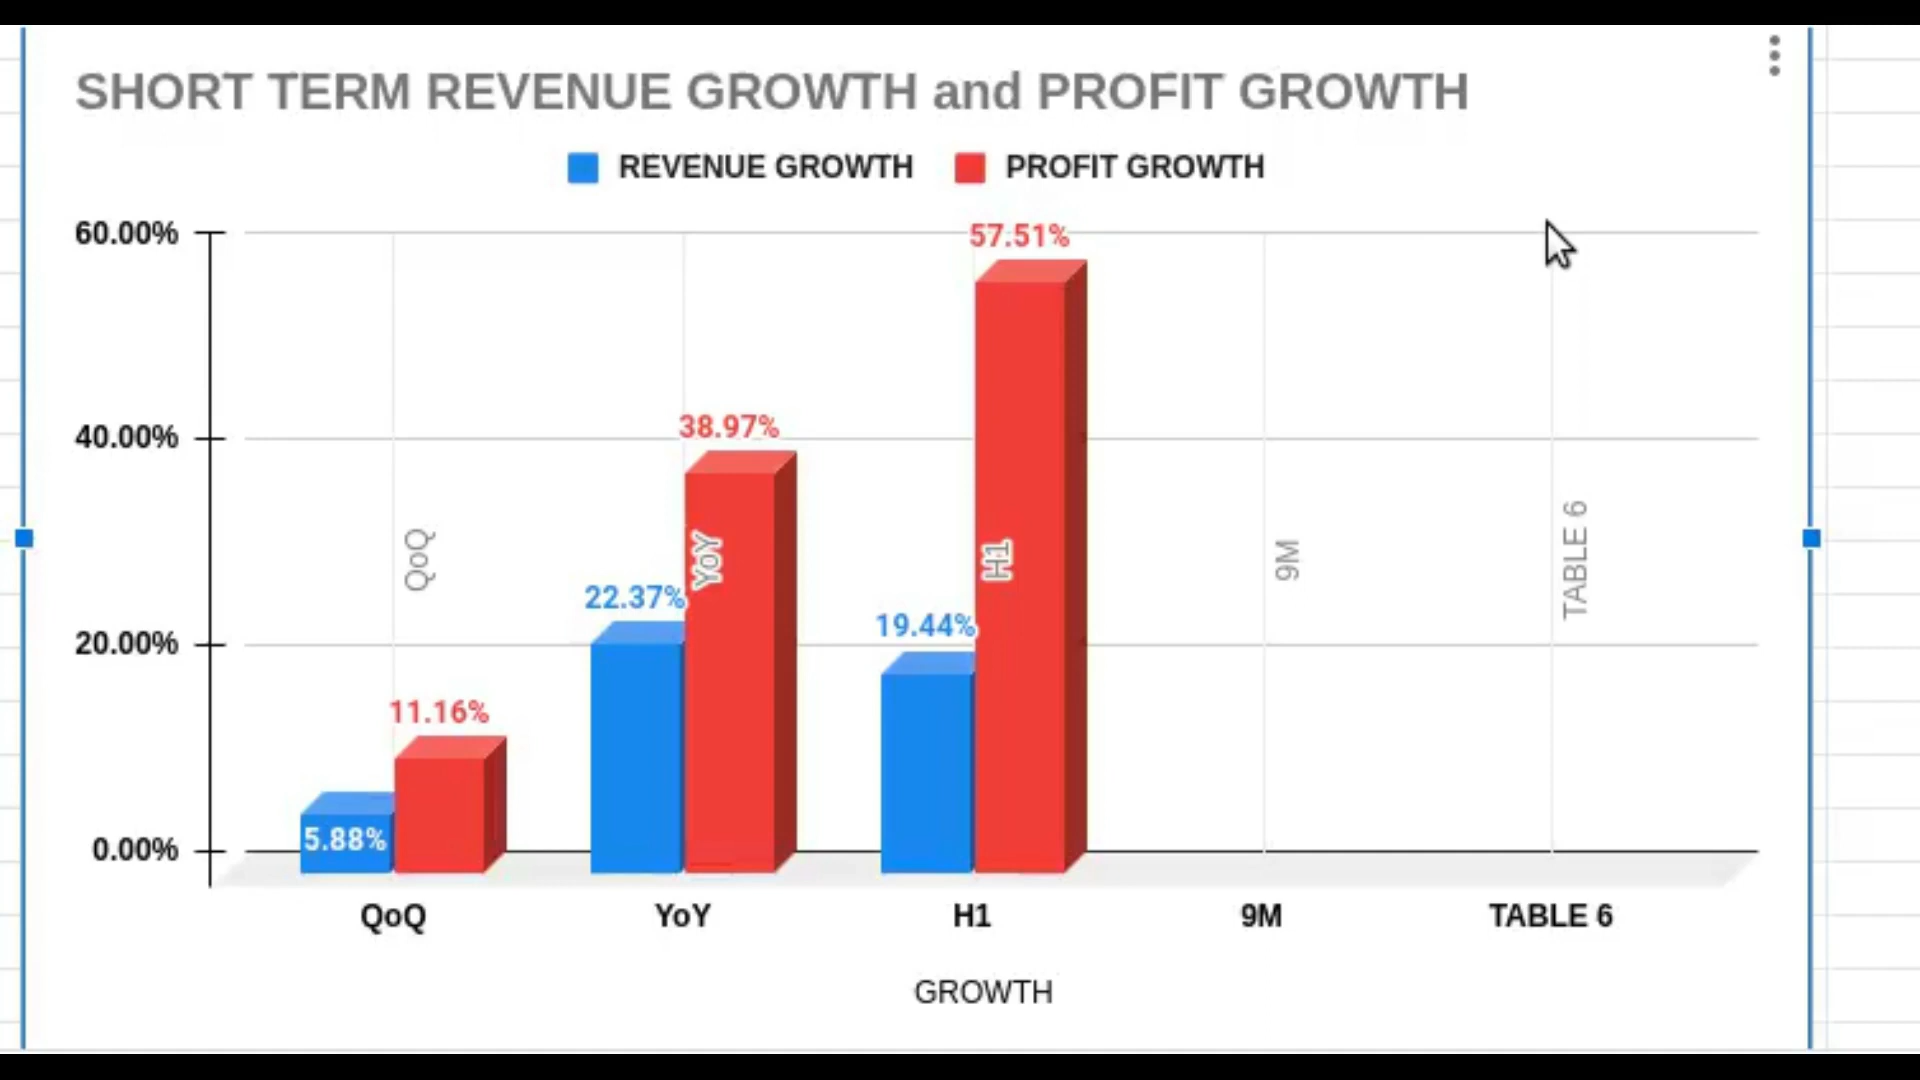 SHORT TERM REVENUE GROWTH and PROFIT GROWTH
REVENUE GROWTH PROFIT GROWTH
60.00%
40.00%
20.00%
0.00%
57.51%
38.97%
22.37%
19.44%
11.16%
5.88%
QoQ
YoY
H1
9M
TABLE 6
QoQ YoY H1 9M TABLE 6
GROWTH